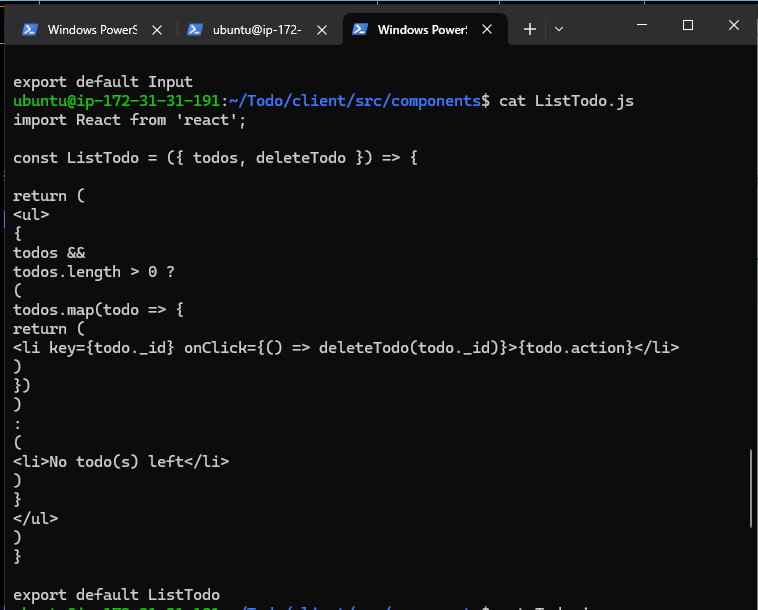 Windows PowerS
ubuntu@ip-172-
Windows PowerS
export default Input
ubuntu@ip-172-31-31-191:~/Todo/client/src/components$ cat ListTodo.js
import React from 'react';
const ListTodo = ({ todos, deleteTodo }) => {
return (
<ul>
{
todos &&
todos.length > 0 ?
(
todos.map(todo => {
return (
<li key={todo._id} onClick={() => deleteTodo(todo._id)}>{todo.action}</li>
)
})
)
:
(
<li>No todo(s) left</li>
)
}
</ul>
)
}
export default ListTodo